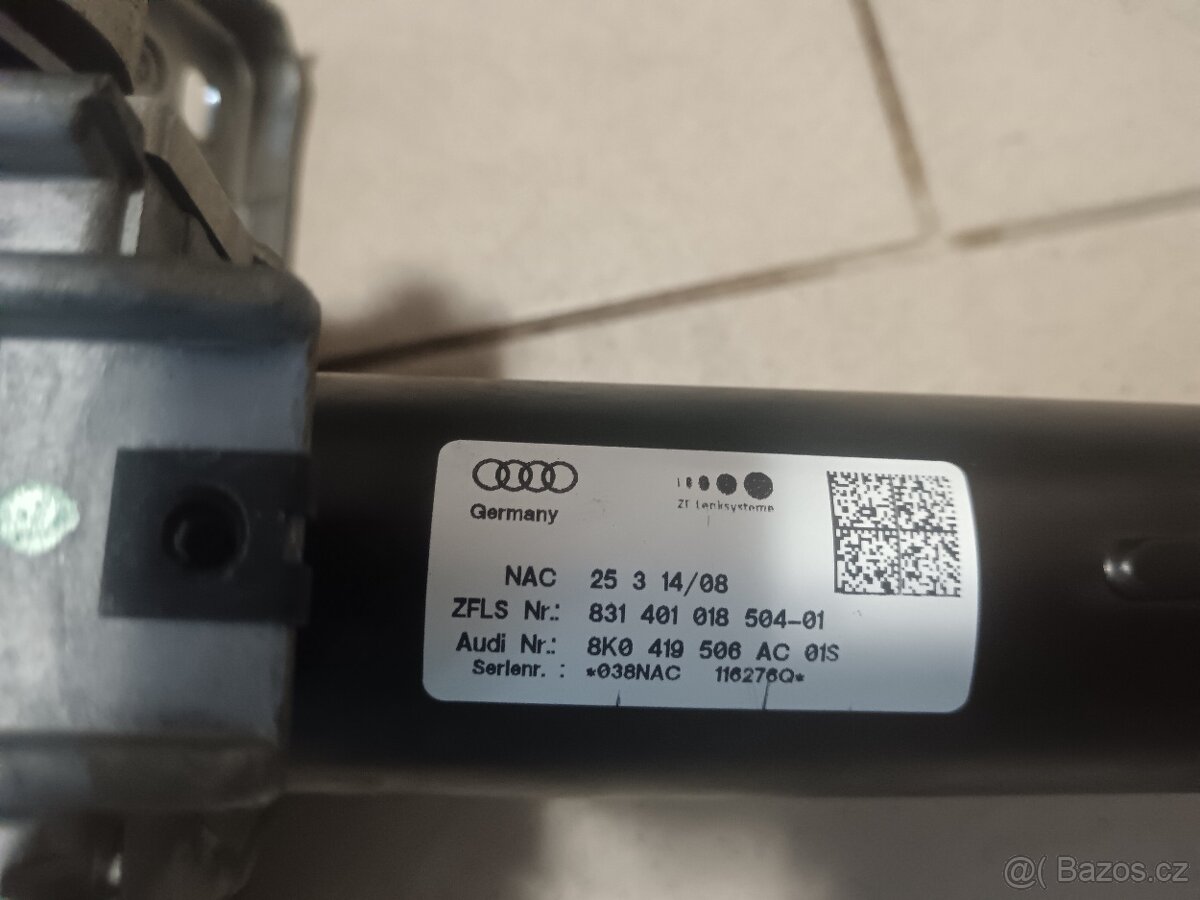 Germany
ZF Lenksysteme
NAC 25 3 14/08
ZFLS Nr.: 831 401 018 504-01
Audi Nr.: 8K0 419 506 AC 01S
Serienr. : *038NAC 116276Q*
@( Bazos.cz